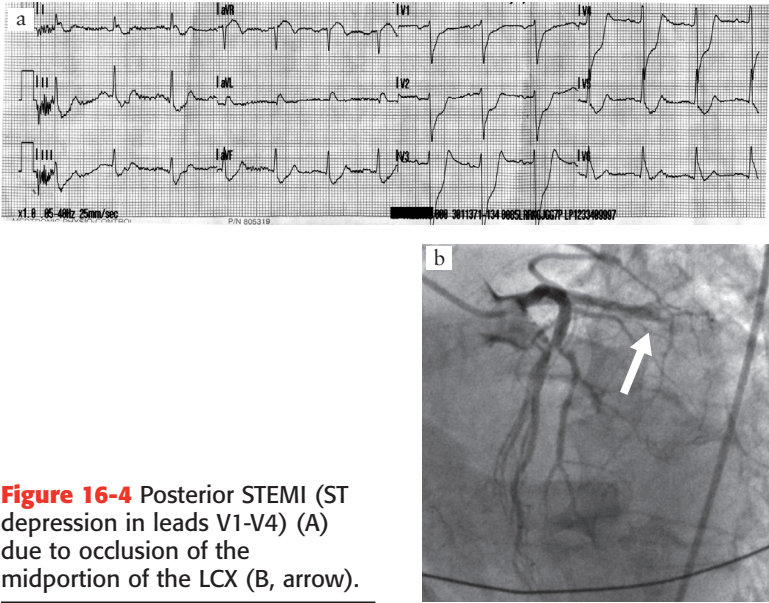 a
I aVR V1 V4
II aVL V2 V5
III aVF V3 V6
x1.0 .05-40Hz 25mm/sec
P/N 805319
b
Figure 16-4 Posterior STEMI (ST
depression in leads V1-V4) (A)
due to occlusion of the
midportion of the LCX (B, arrow).